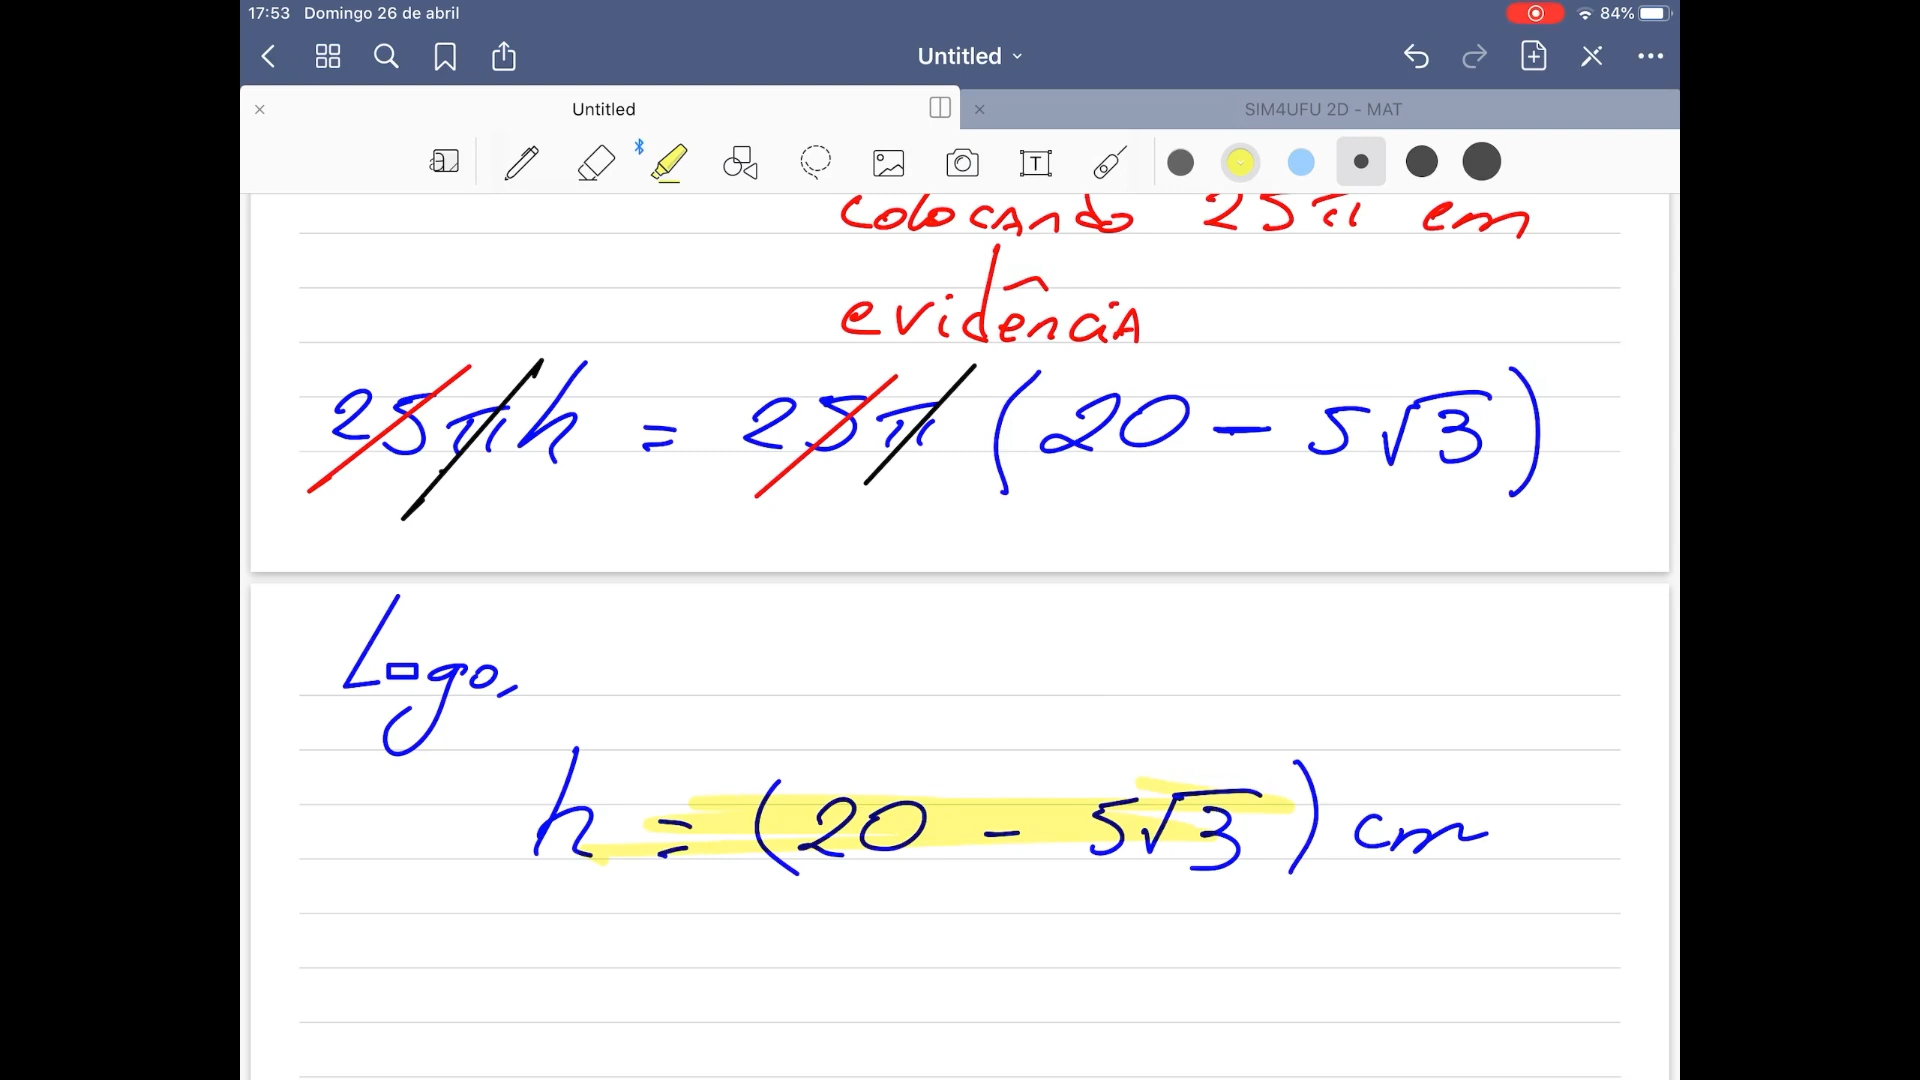 17:53 Domingo 26 de abril 84%
Untitled
Untitled SIM4UFU 2D - MAT
colocando 25π em
evidência
25πh = 25π (20 - 5√3)
Logo,
h = (20 - 5√3) cm